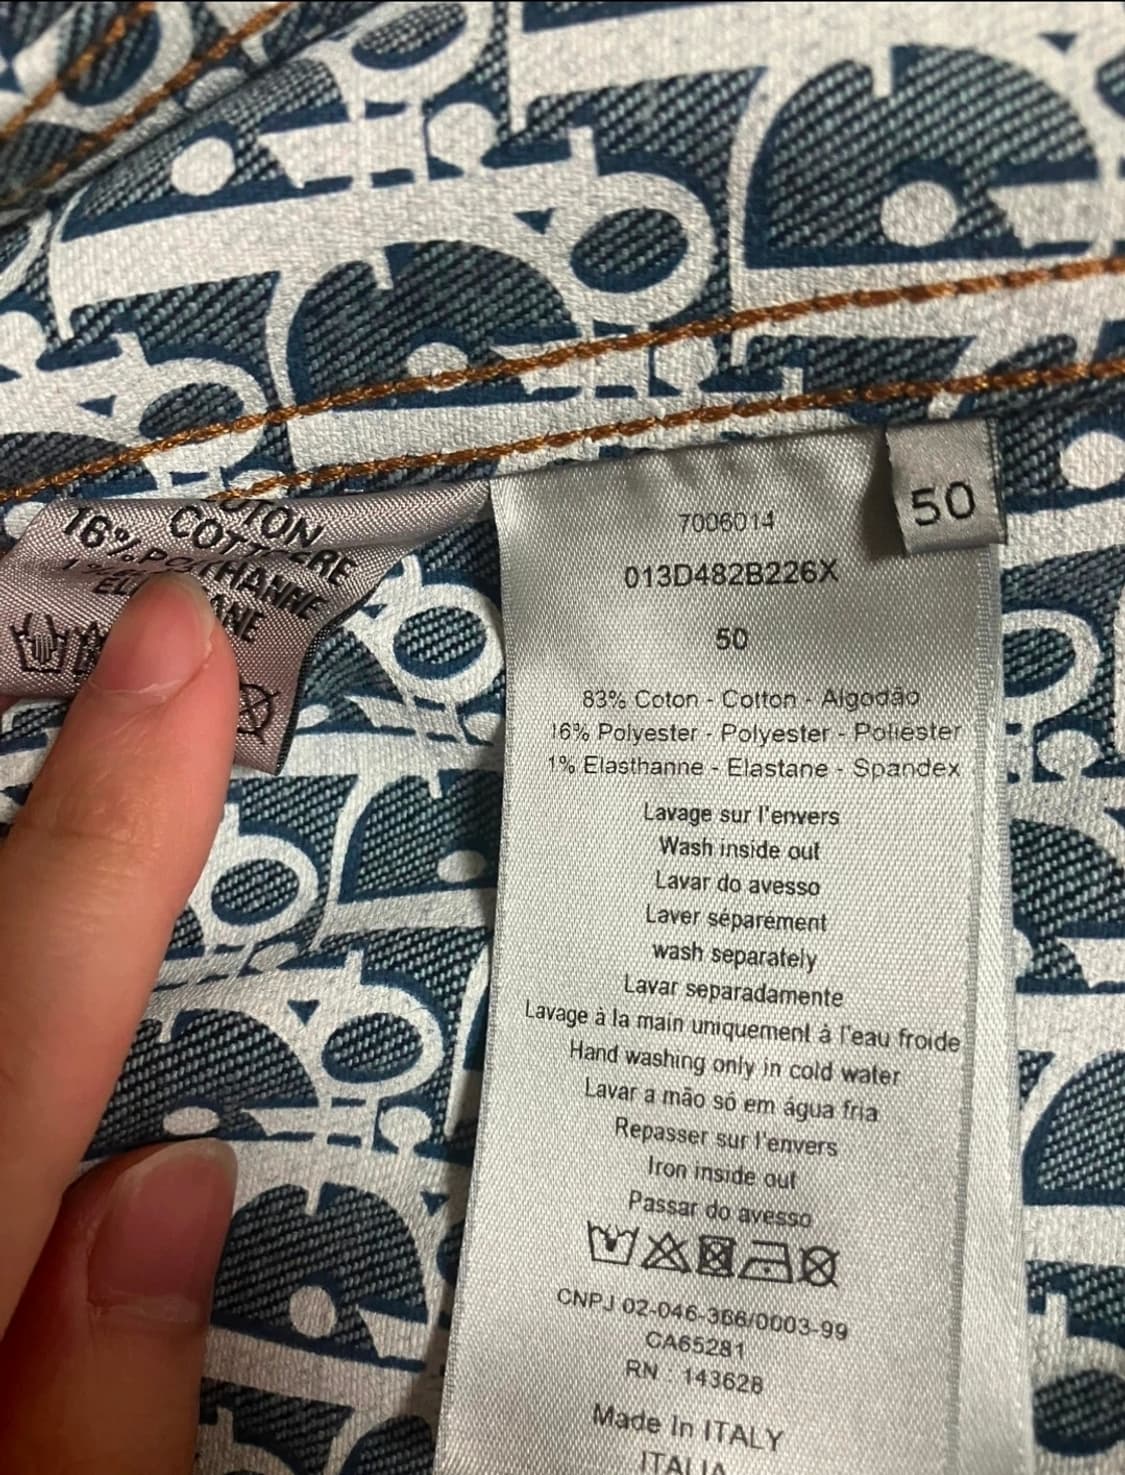 50
7006014
013D482B226X
50
83% Coton - Cotton - Algodão
16% Polyester - Polyester - Poliester
1% Elasthanne - Elastane - Spandex
Lavage sur l'envers
Wash inside out
Lavar do avesso
Laver séparément
wash separately
Lavar separadamente
Lavage à la main uniquement à l'eau froide
Hand washing only in cold water
Lavar a mão só em água fria
Repasser sur l'envers
Iron inside out
Passar do avesso
CNPJ 02-046-366/0003-99
CA65281
RN : 143628
Made In ITALY
ITALIA
16%